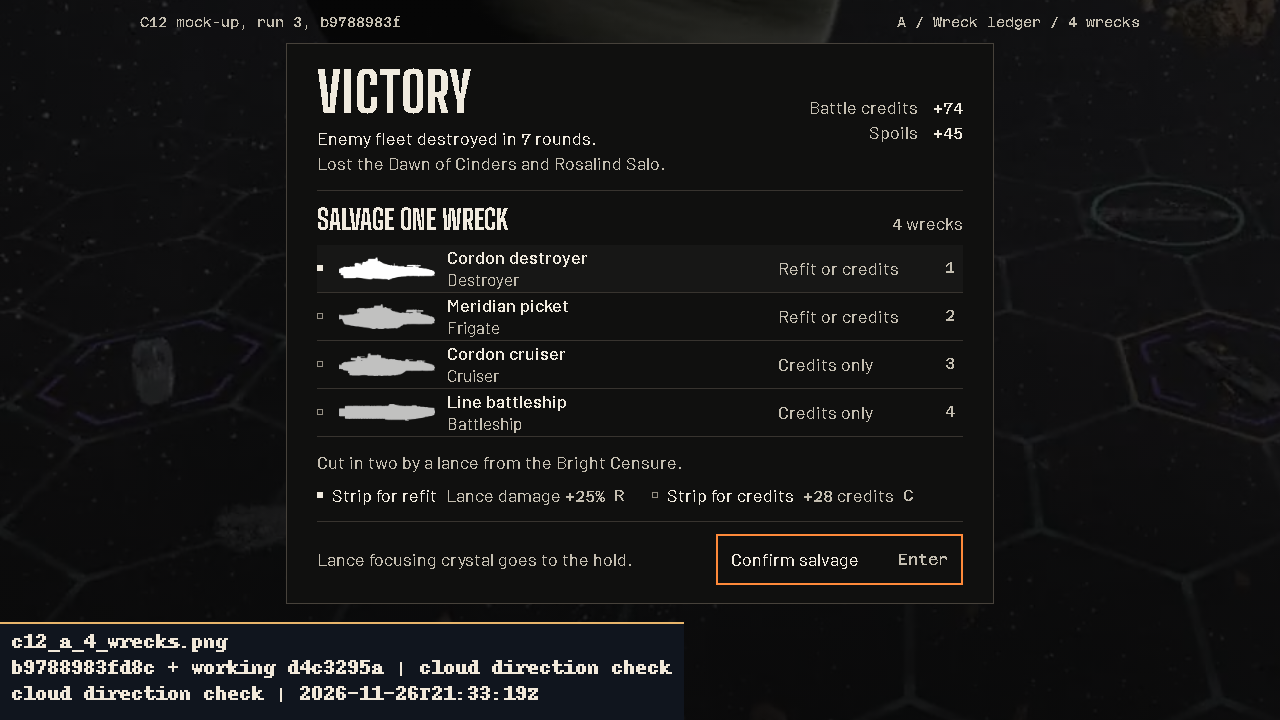 C12 mock-up, run 3, b9788983f
A / Wreck ledger / 4 wrecks
VICTORY
Battle credits +74
Spoils +45
Enemy fleet destroyed in 7 rounds.
Lost the Dawn of Cinders and Rosalind Salo.
SALVAGE ONE WRECK
4 wrecks
Cordon destroyer
Destroyer
Refit or credits 1
Meridian picket
Frigate
Refit or credits 2
Cordon cruiser
Cruiser
Credits only 3
Line battleship
Battleship
Credits only 4
Cut in two by a lance from the Bright Censure.
Strip for refit Lance damage +25% R Strip for credits +28 credits C
Lance focusing crystal goes to the hold.
Confirm salvage Enter
c12_a_4_wrecks.png
b9788983fd8c + working d4c3295a | cloud direction check
cloud direction check | 2026-11-26T21:33:19Z